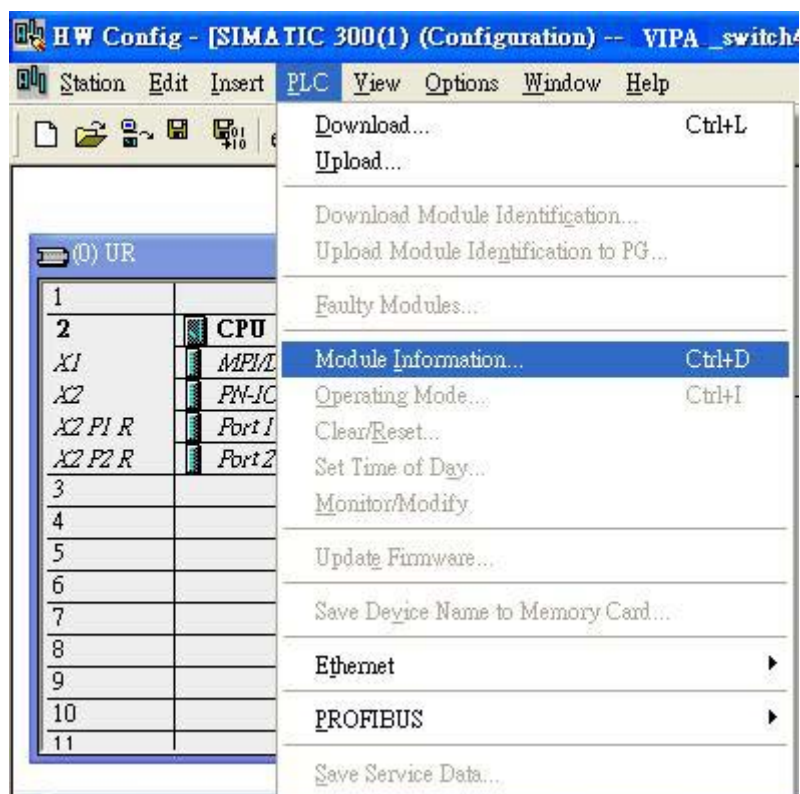 HW Config - [SIMATIC 300(1) (Configuration) -- VIPA _switch4
Station Edit Insert PLC View Options Window Help
Download... Ctrl+L
Upload...
Download Module Identification...
Upload Module Identification to PG...
Faulty Modules...
Module Information... Ctrl+D
Operating Mode... Ctrl+I
Clear/Reset...
Set Time of Day...
Monitor/Modify
Update Firmware...
Save Device Name to Memory Card...
Ethernet
PROFIBUS
Save Service Data...
(0) UR
1
2 CPU
X1 MPI/D
X2 PN-IO
X2 P1 R Port 1
X2 P2 R Port 2
3
4
5
6
7
8
9
10
11